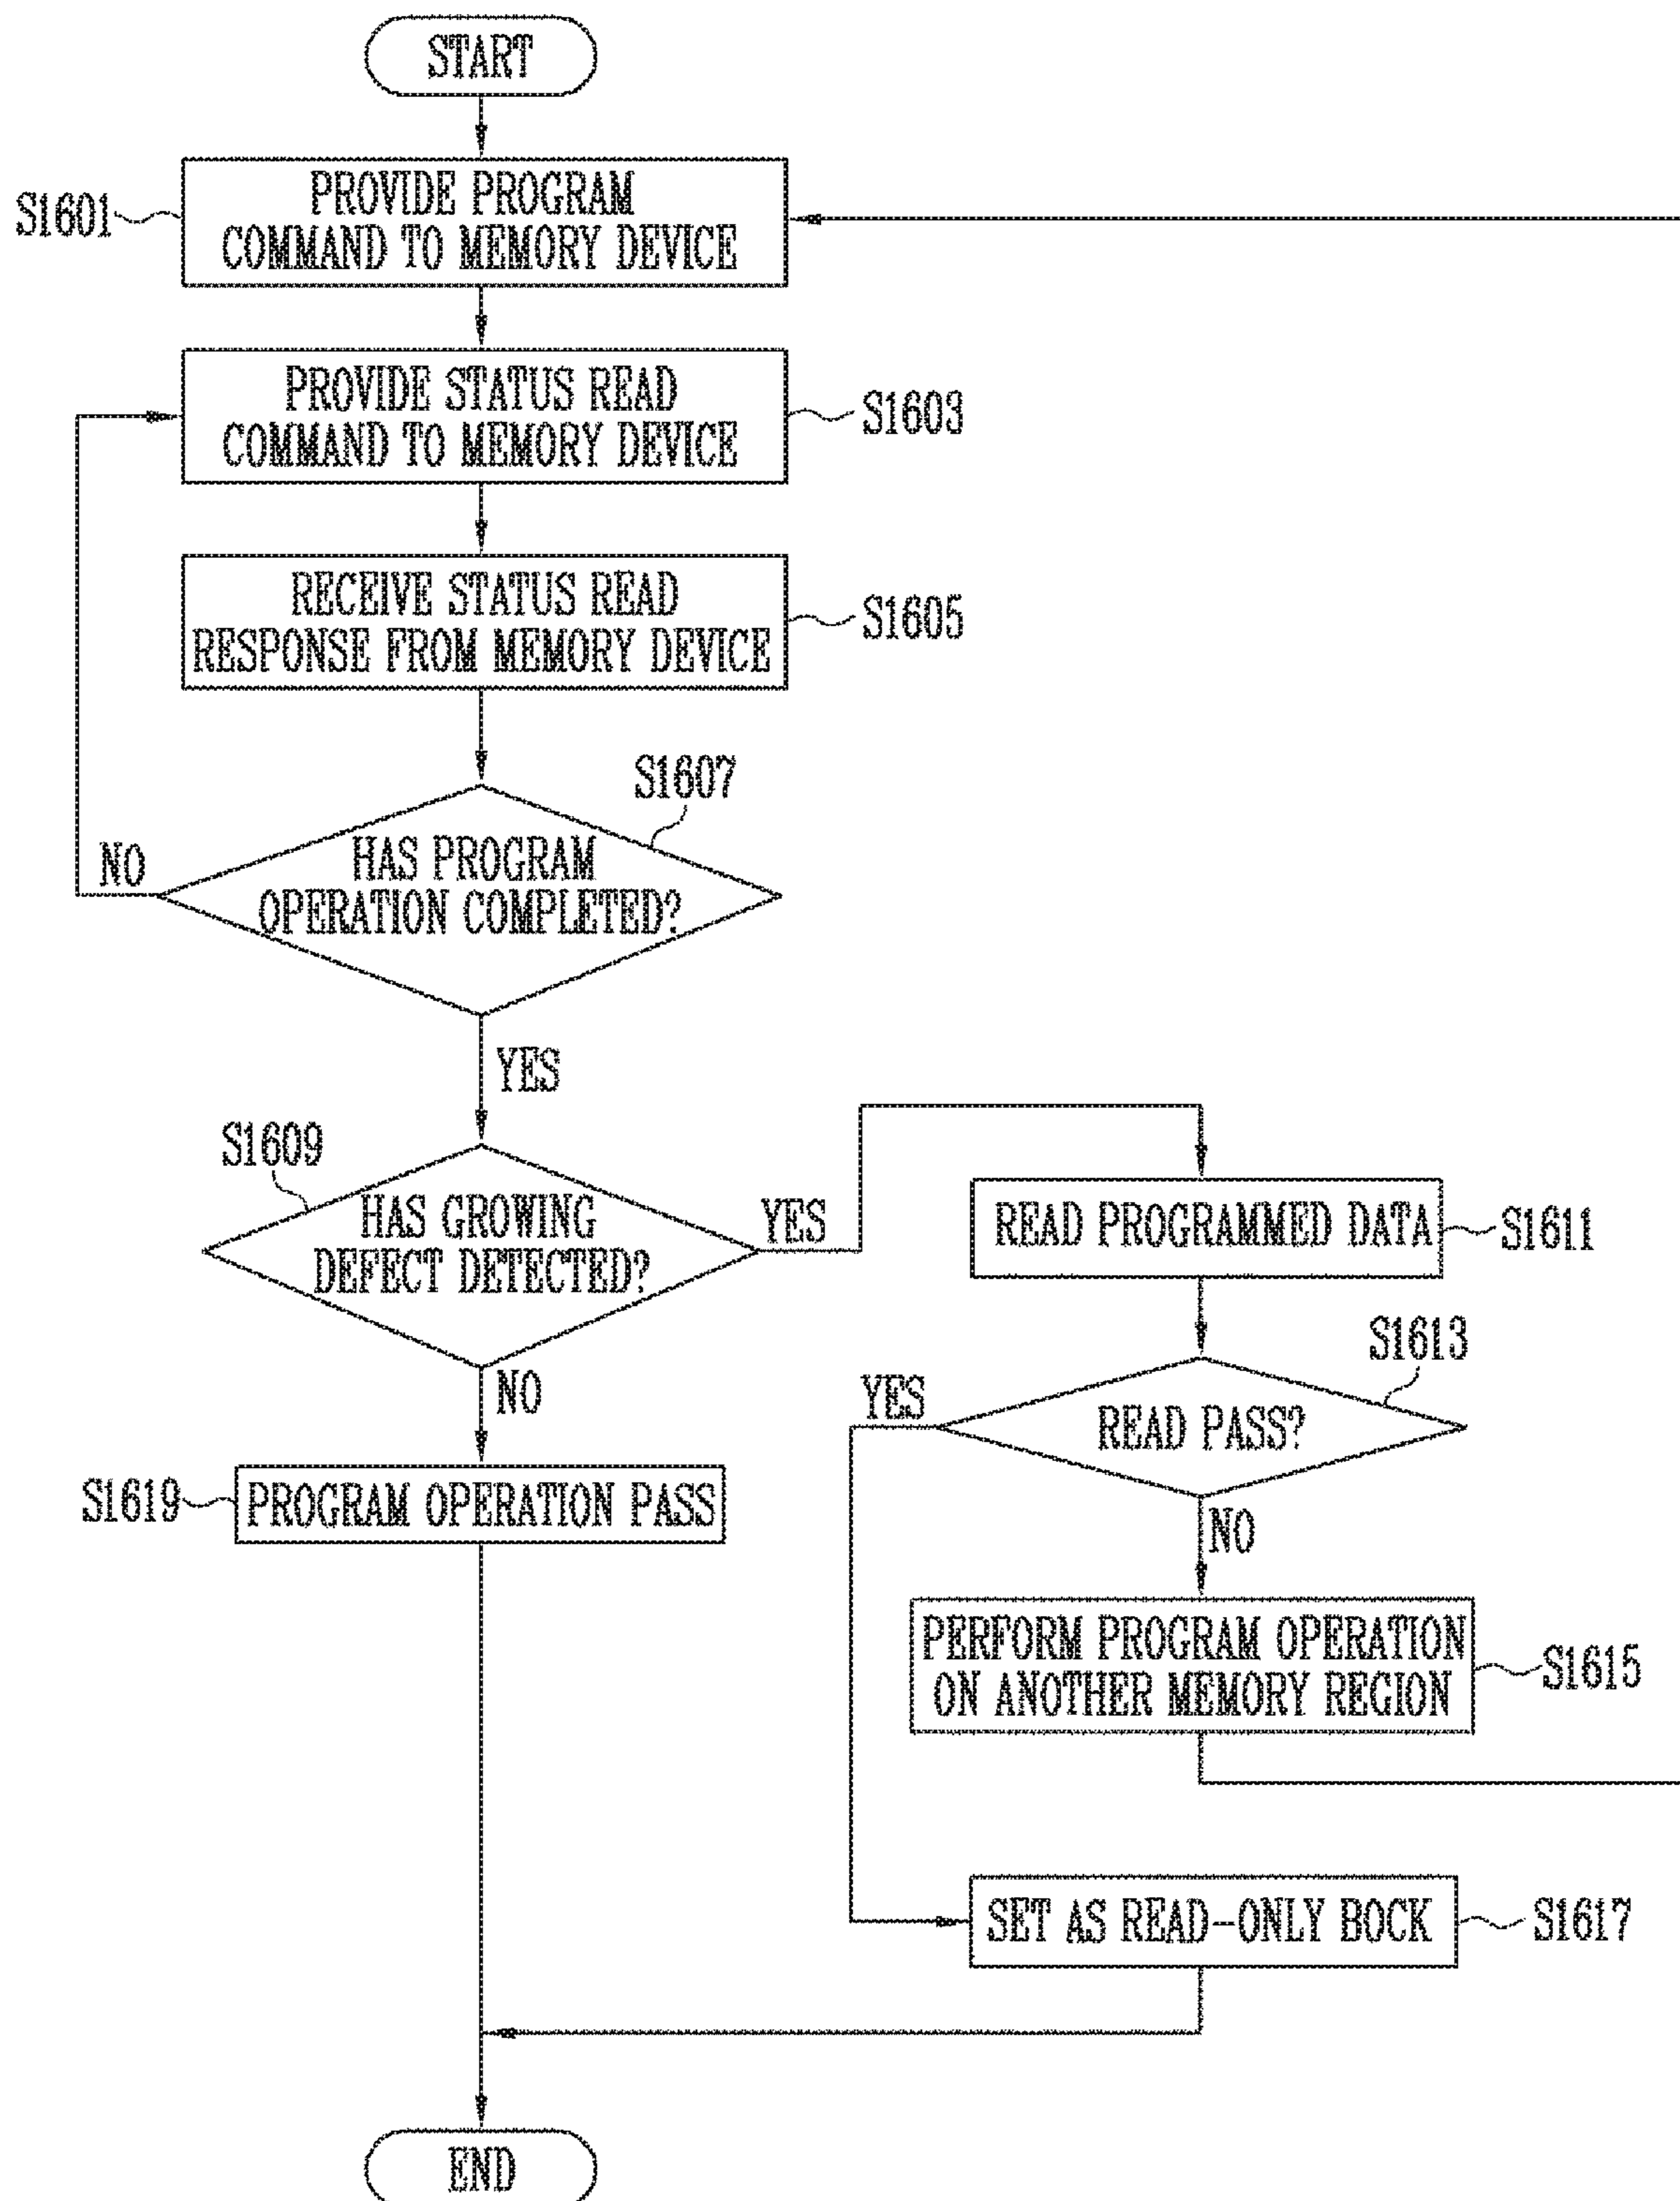 START
S1601
PROVIDE PROGRAM
COMMAND TO MEMORY DEVICE
PROVIDE STATUS READ
COMMAND TO MEMORY DEVICE
S1603
RECEIVE STATUS READ
RESPONSE FROM MEMORY DEVICE
S1605
S1607
HAS PROGRAM
OPERATION COMPLETED?
NO
YES
S1609
HAS GROWING
DEFECT DETECTED?
YES
READ PROGRAMMED DATA
S1611
S1613
READ PASS?
YES
NO
NO
S1619
PROGRAM OPERATION PASS
PERFORM PROGRAM OPERATION
ON ANOTHER MEMORY REGION
S1615
SET AS READ-ONLY BOCK
S1617
END